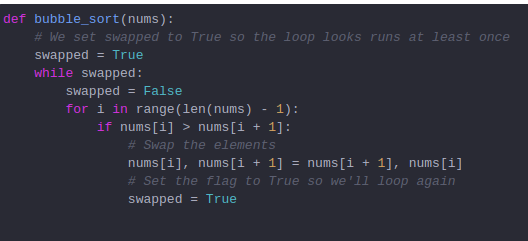 def bubble_sort(nums):
    # We set swapped to True so the loop looks runs at least once
    swapped = True
    while swapped:
        swapped = False
        for i in range(len(nums) - 1):
            if nums[i] > nums[i + 1]:
                # Swap the elements
                nums[i], nums[i + 1] = nums[i + 1], nums[i]
                # Set the flag to True so we'll loop again
                swapped = True